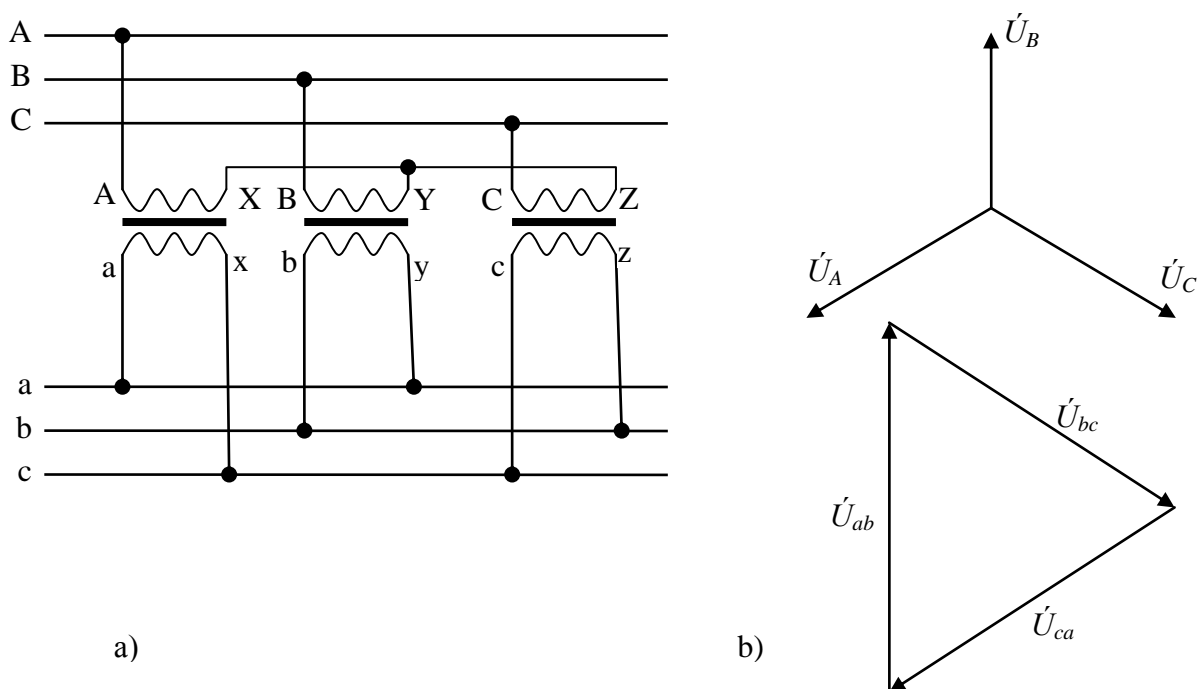 A
B
C
A X B Y C Z
a x b y c z
a
b
c
a)
Ú_B
Ú_A Ú_C
Ú_bc
Ú_ab
Ú_ca
b)